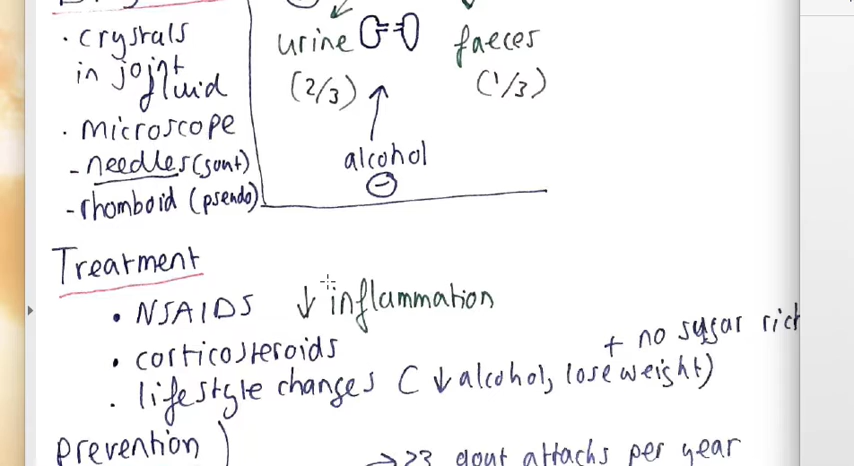 · crystals
in joint fluid
· microscope
- needles (gout)
- rhomboid (pseudo)
urine
(2/3)
faeces
(1/3)
alcohol
Treatment
• NSAIDS ↓ inflammation
• corticosteroids
+ no sugar rich
· lifestyle changes (↓ alcohol, lose weight)
prevention
→ >3 gout attachs per year